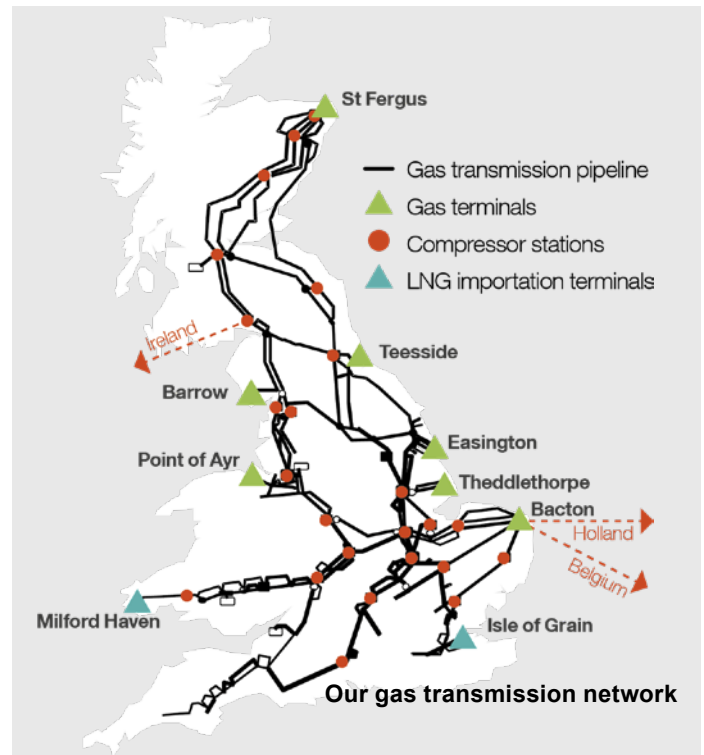 St Fergus
Gas transmission pipeline
Gas terminals
Compressor stations
LNG importation terminals
Ireland
Teesside
Barrow
Easington
Point of Ayr
Theddlethorpe
Bacton
Holland
Belgium
Milford Haven
Isle of Grain
Our gas transmission network